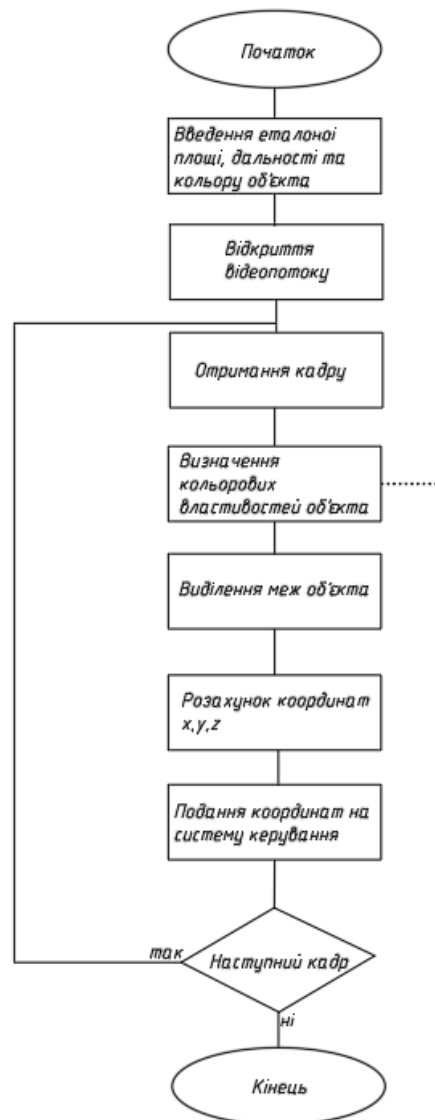 Початок
Введення еталоної
площі, дальності та
кольору об'єкта
Відкриття
відеопотоку
Отримання кадру
Визначення
кольорових
властивостей об'єкта
Виділення меж об'єкта
Розахунок координат
x,y,z
Подання координат на
систему керування
так
Наступний кадр
ні
Кінець